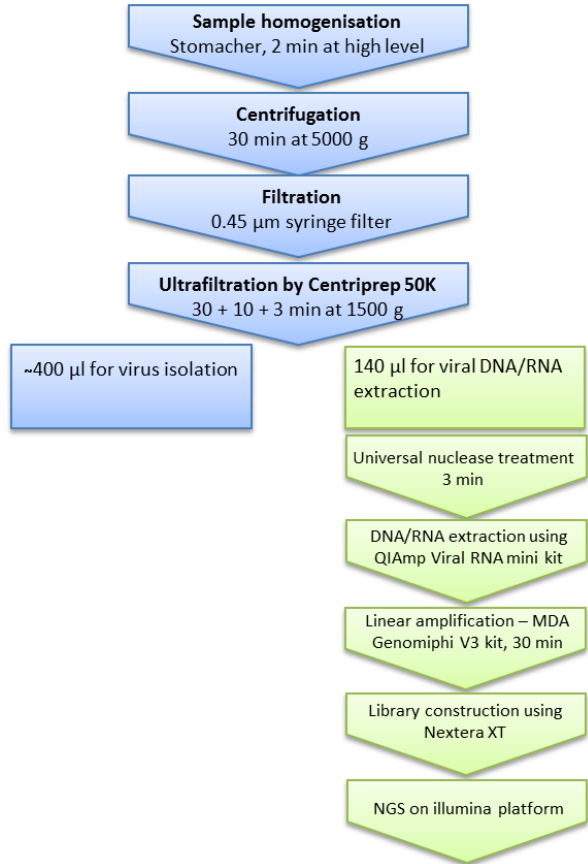 Sample homogenisation
Stomacher, 2 min at high level
Centrifugation
30 min at 5000 g
Filtration
0.45 µm syringe filter
Ultrafiltration by Centriprep 50K
30 + 10 + 3 min at 1500 g
~400 µl for virus isolation
140 µl for viral DNA/RNA
extraction
Universal nuclease treatment
3 min
DNA/RNA extraction using
QIAmp Viral RNA mini kit
Linear amplification – MDA
Genomiphi V3 kit, 30 min
Library construction using
Nextera XT
NGS on illumina platform